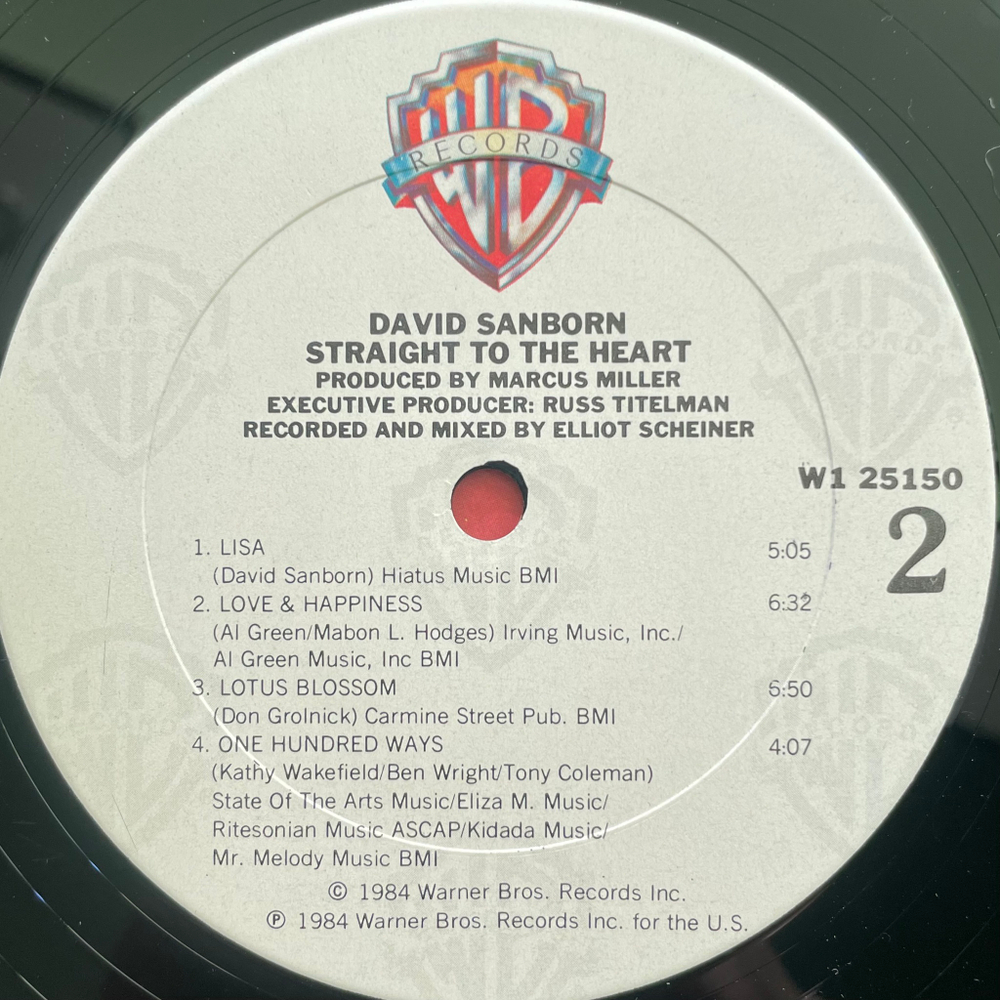 WB
RECORDS
DAVID SANBORN
STRAIGHT TO THE HEART
PRODUCED BY MARCUS MILLER
EXECUTIVE PRODUCER: RUSS TITELMAN
RECORDED AND MIXED BY ELLIOT SCHEINER
W1 25150
2
1. LISA 5:05
(David Sanborn) Hiatus Music BMI
2. LOVE & HAPPINESS 6:32
(Al Green/Mabon L. Hodges) Irving Music, Inc./
Al Green Music, Inc BMI
3. LOTUS BLOSSOM 6:50
(Don Grolnick) Carmine Street Pub. BMI
4. ONE HUNDRED WAYS 4:07
(Kathy Wakefield/Ben Wright/Tony Coleman)
State Of The Arts Music/Eliza M. Music/
Ritesonian Music ASCAP/Kidada Music/
Mr. Melody Music BMI
© 1984 Warner Bros. Records Inc.
℗ 1984 Warner Bros. Records Inc. for the U.S.